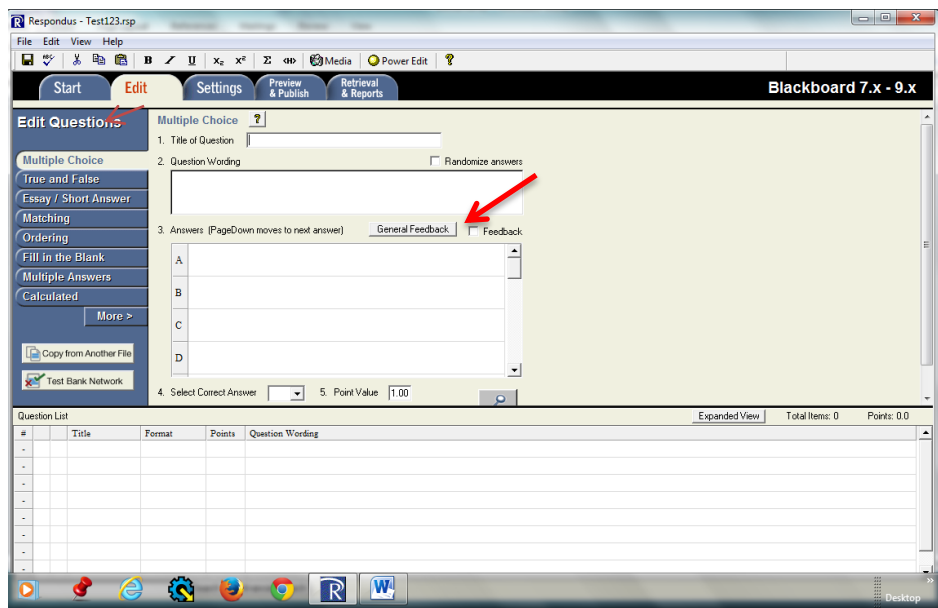 Respondus - Test123.rsp
File Edit View Help
B I U X₂ X² Σ Media Power Edit ?
Start Edit Settings Preview & Publish Retrieval & Reports Blackboard 7.x - 9.x
Edit Questions
Multiple Choice
True and False
Essay / Short Answer
Matching
Ordering
Fill in the Blank
Multiple Answers
Calculated
More >
Copy from Another File
Test Bank Network
Multiple Choice ?
1. Title of Question
2. Question Wording Randomize answers
3. Answers (PageDown moves to next answer) General Feedback Feedback
A
B
C
D
4. Select Correct Answer 5. Point Value 1.00
Question List Expanded View Total Items: 0 Points: 0.0
# Title Format Points Question Wording
-
-
-
-
-
-
-
-
R W
Desktop